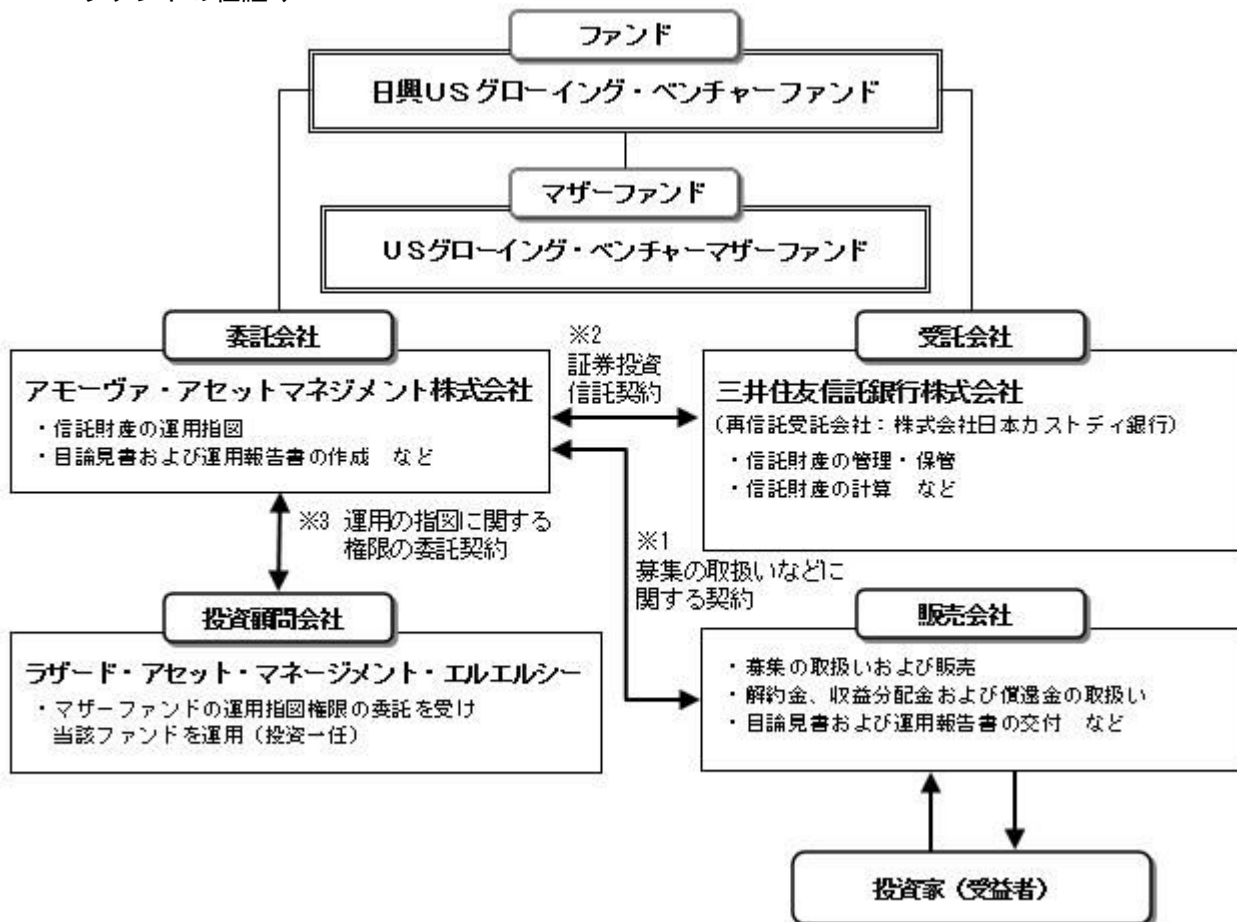 ファンド
日興USグローイング・ベンチャーファンド
マザーファンド
USグローイング・ベンチャーマザーファンド
委託会社
アモーヴァ・アセットマネジメント株式会社
・信託財産の運用指図
・目論見書および運用報告書の作成 など
※2
証券投資
信託契約
受託会社
三井住友信託銀行株式会社
(再信託受託会社:株式会社日本カストディ銀行)
・信託財産の管理・保管
・信託財産の計算 など
※3 運用の指図に関する
権限の委託契約
※1
募集の取扱いなどに
関する契約
投資顧問会社
ラザード・アセット・マネージメント・エルエルシー
・マザーファンドの運用指図権限の委託を受け
当該ファンドを運用(投資一任)
販売会社
・募集の取扱いおよび販売
・解約金、収益分配金および償還金の取扱い
・目論見書および運用報告書の交付 など
投資家(受益者)